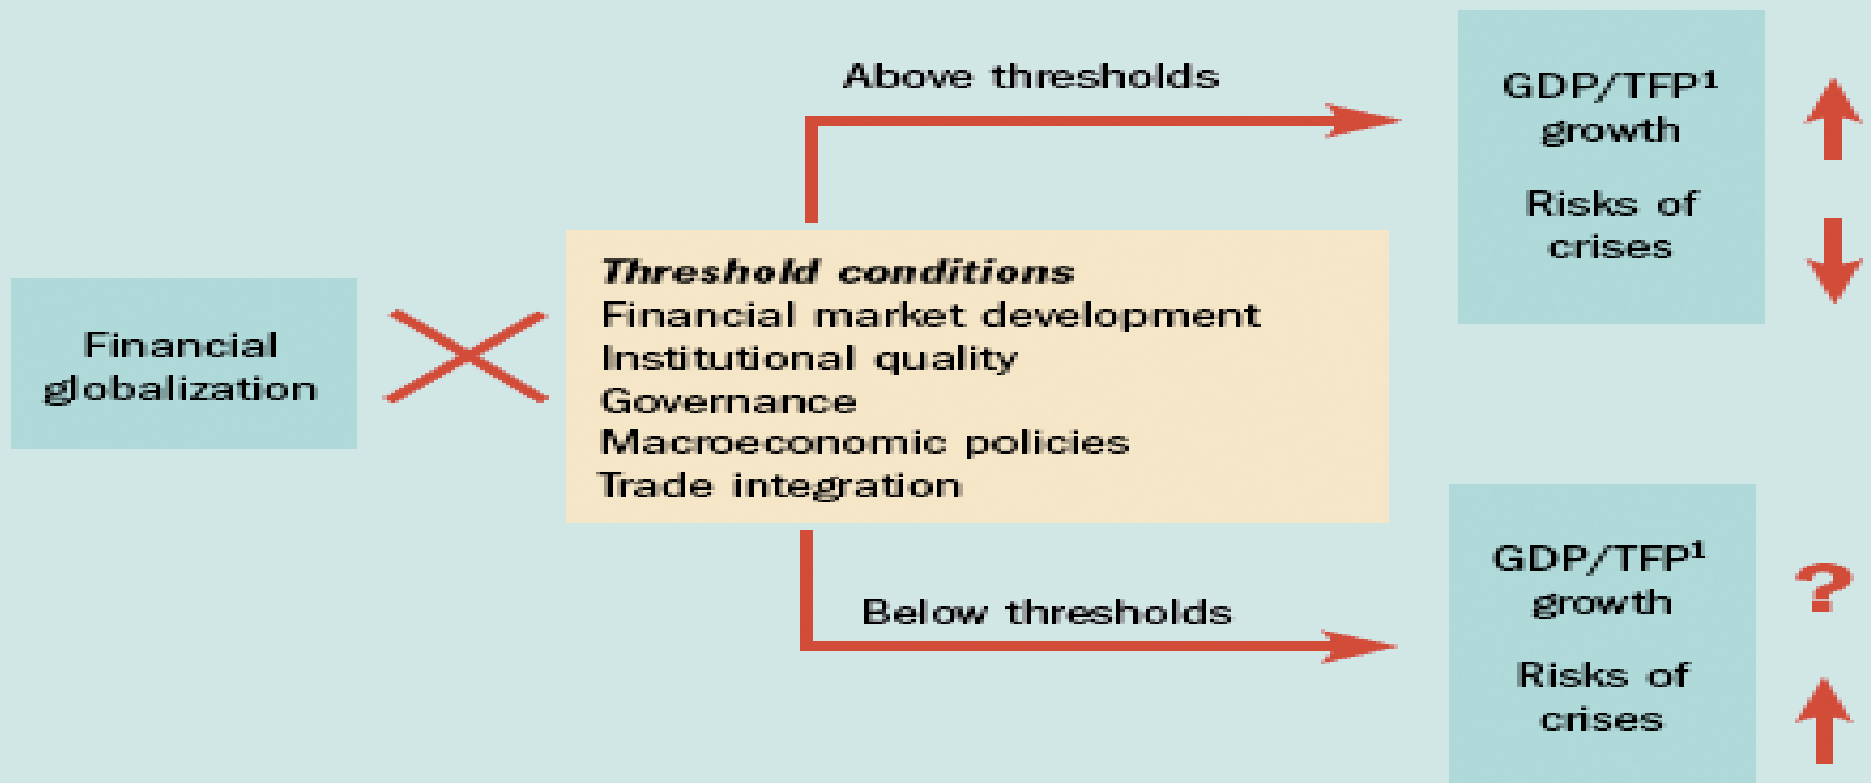 Above thresholds
GDP/TFP¹
growth
Risks of
crises
Financial
globalization
Threshold conditions
Financial market development
Institutional quality
Governance
Macroeconomic policies
Trade integration
Below thresholds
GDP/TFP¹
growth
?
Risks of
crises